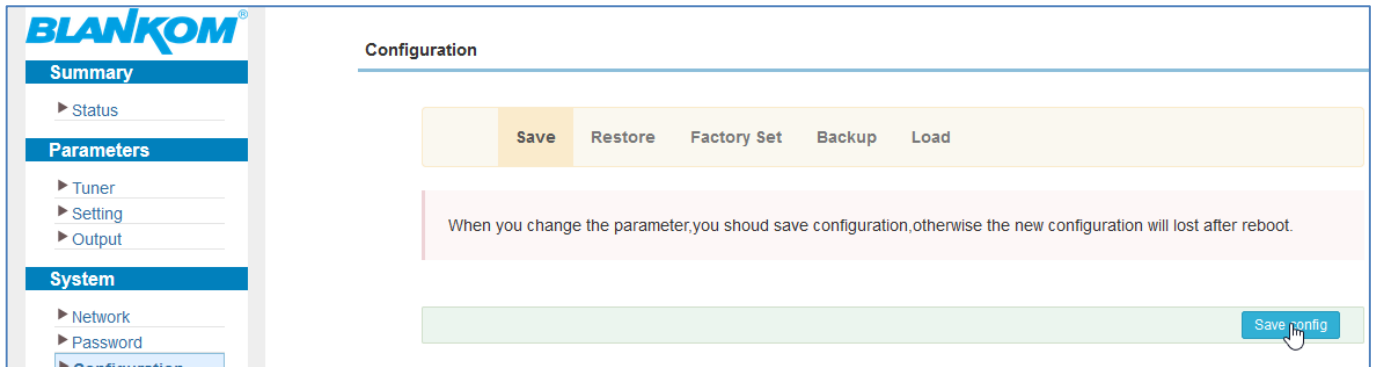 BLANKOM®
Summary
Status
Parameters
Tuner
Setting
Output
System
Network
Password
Configuration
Configuration
Save Restore Factory Set Backup Load
When you change the parameter,you shoud save configuration,otherwise the new configuration will lost after reboot.
Save config